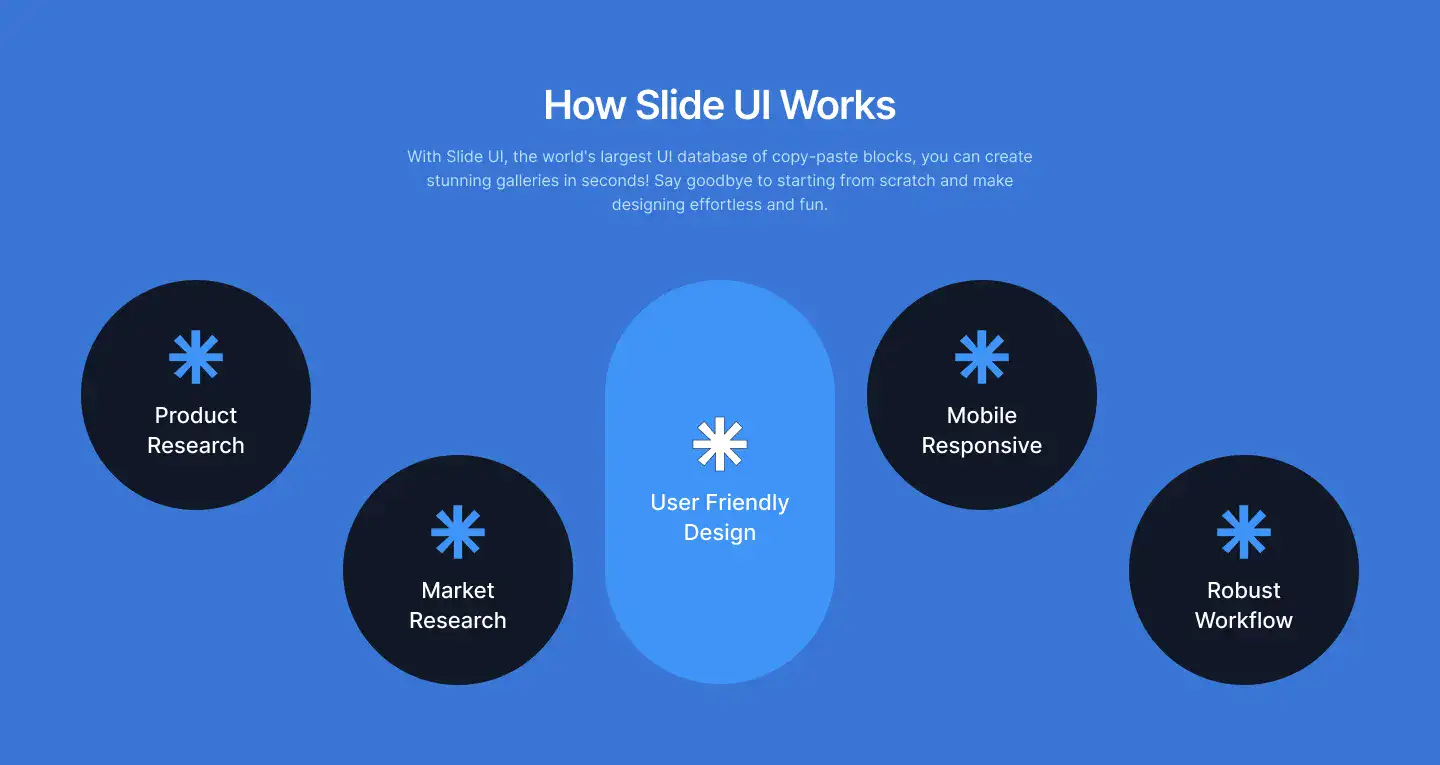 How Slide UI Works
With Slide UI, the world's largest UI database of copy-paste blocks, you can create
stunning galleries in seconds! Say goodbye to starting from scratch and make
designing effortless and fun.
Product
Research
Market
Research
User Friendly
Design
Mobile
Responsive
Robust
Workflow